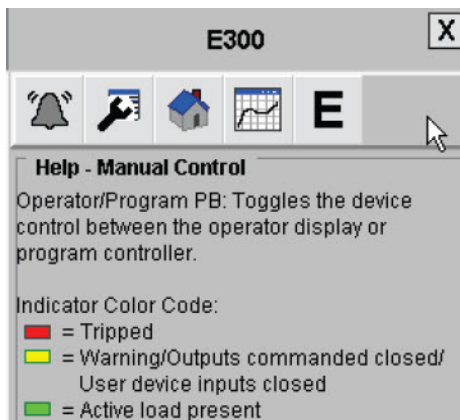 E300
X
E
Help - Manual Control
Operator/Program PB: Toggles the device
control between the operator display or
program controller.
Indicator Color Code:
= Tripped
= Warning/Outputs commanded closed/
User device inputs closed
= Active load present